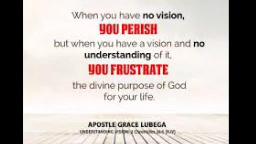 When you have no vision,
YOU PERISH
but when you have a vision and no
understanding of it,
YOU FRUSTRATE
the divine purpose of God
for your life.
APOSTLE GRACE LUBEGA